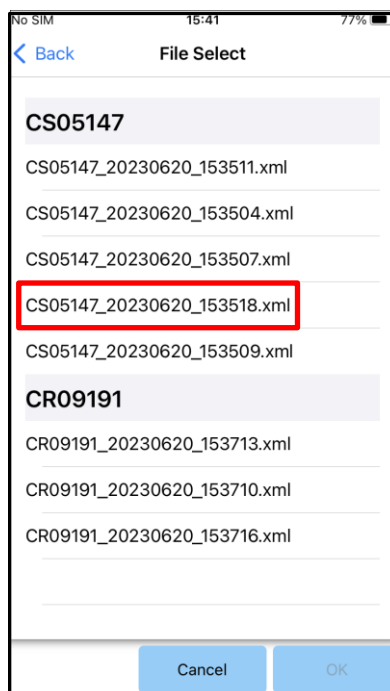 No SIM 15:41 77%
Back File Select
CS05147
CS05147_20230620_153511.xml
CS05147_20230620_153504.xml
CS05147_20230620_153507.xml
CS05147_20230620_153518.xml
CS05147_20230620_153509.xml
CR09191
CR09191_20230620_153713.xml
CR09191_20230620_153710.xml
CR09191_20230620_153716.xml
Cancel OK